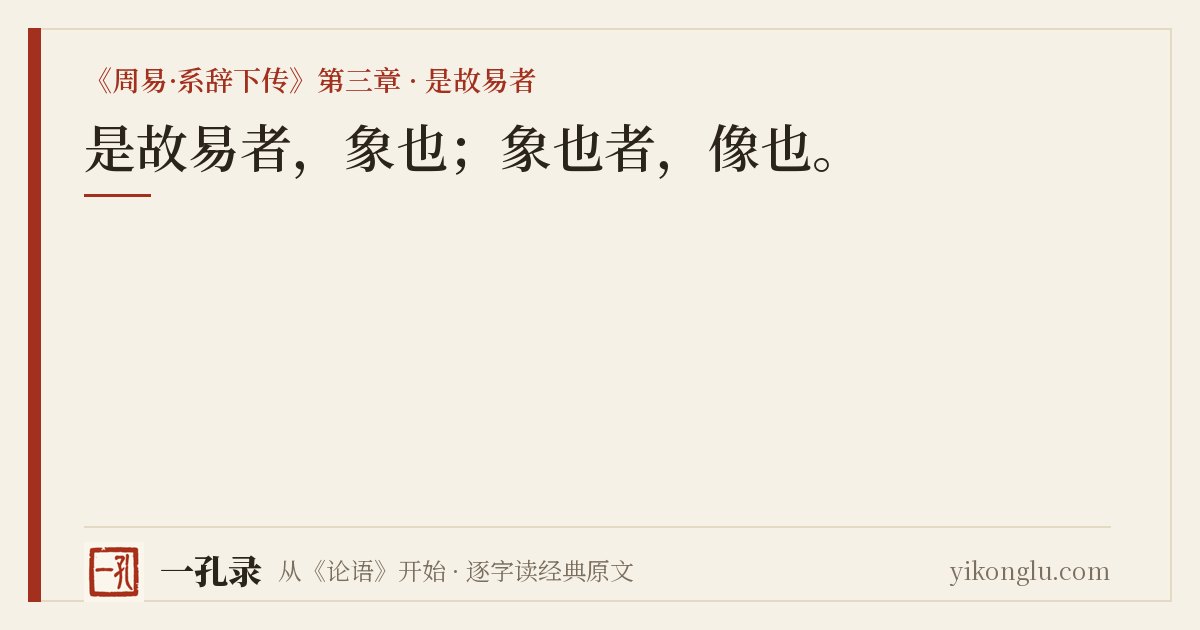 《周易·系辞下传》第三章 · 是故易者
是故易者，象也；象也者，像也。
一孔
一孔录 从《论语》开始 · 逐字读经典原文 yikonglu.com